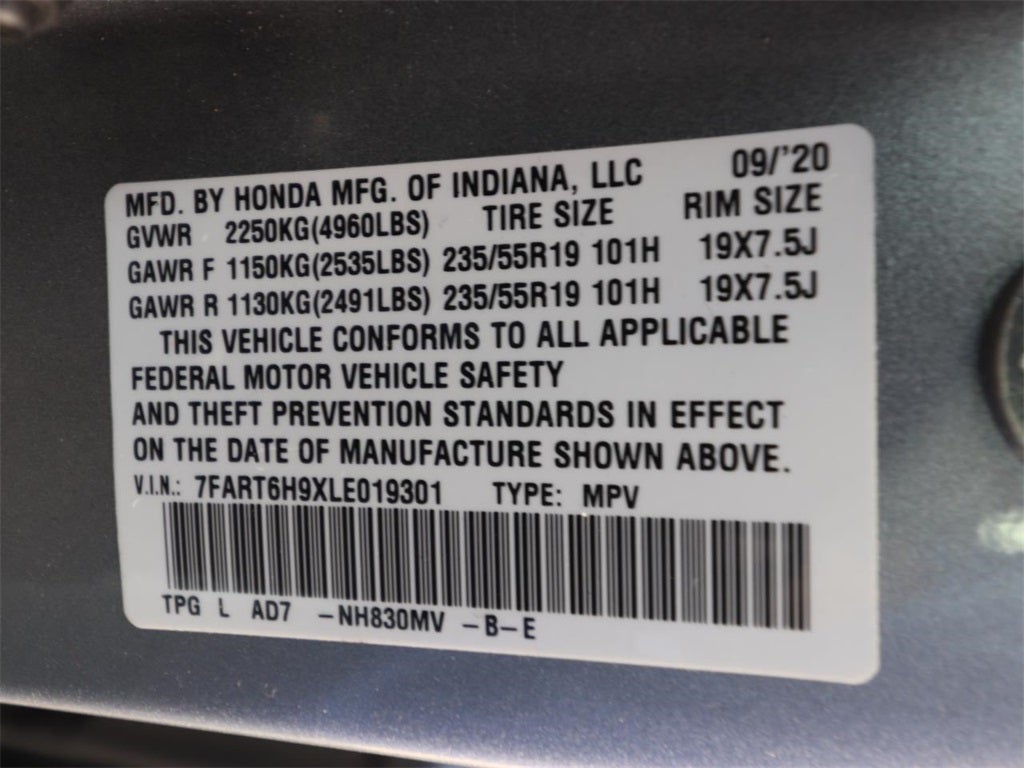 MFD. BY HONDA MFG. OF INDIANA, LLC 09/'20
GVWR 2250KG(4960LBS) TIRE SIZE RIM SIZE
GAWR F 1150KG(2535LBS) 235/55R19 101H 19X7.5J
GAWR R 1130KG(2491LBS) 235/55R19 101H 19X7.5J
THIS VEHICLE CONFORMS TO ALL APPLICABLE
FEDERAL MOTOR VEHICLE SAFETY
AND THEFT PREVENTION STANDARDS IN EFFECT
ON THE DATE OF MANUFACTURE SHOWN ABOVE.
V.I.N.: 7FART6H9XLE019301 TYPE: MPV
TPG L AD7 -NH830MV -B-E